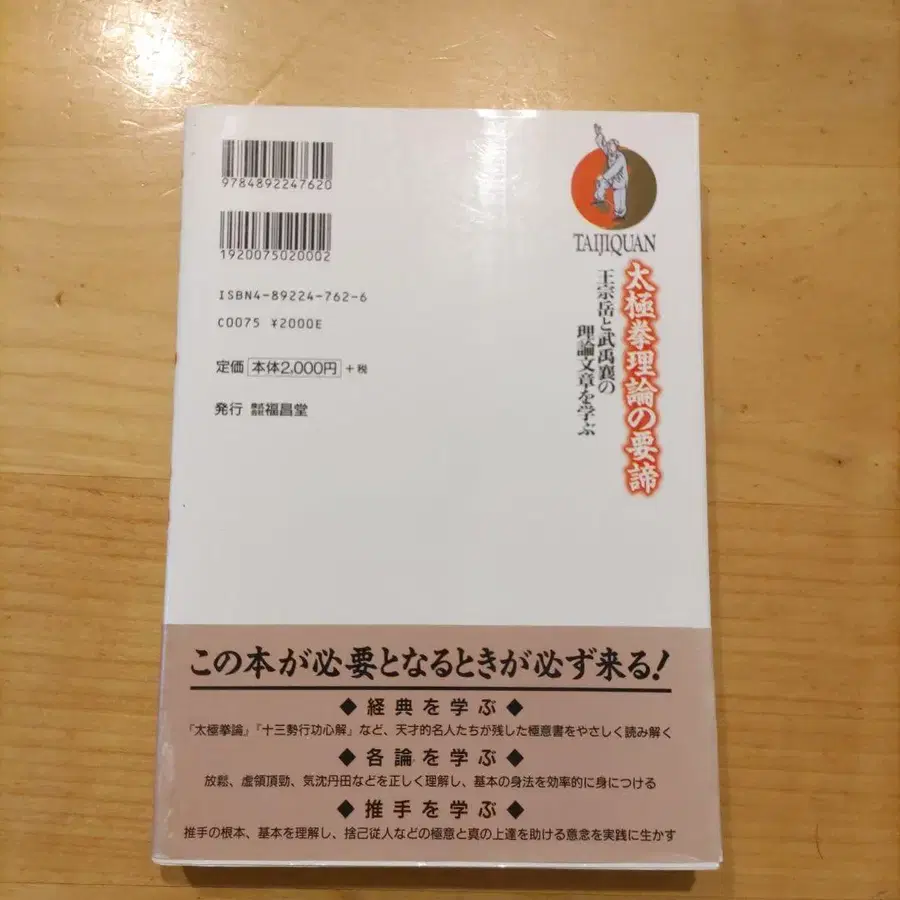 9784892247620
1920075020002
ISBN4-89224-762-6
C0075 ¥2000E
定価 本体2,000円 +税
発行 株式会社 福昌堂
TAIJIQUAN
太極拳理論の要諦
王宗岳と武禹襄の
理論文章を学ぶ
この本が必要となるときが必ず来る!
◆ 経典を学ぶ ◆
『太極拳論』『十三勢行功心解』など、天才的名人たちが残した極意書をやさしく読み解く
◆ 各論を学ぶ ◆
放鬆、虚領頂勁、気沈丹田などを正しく理解し、基本の身法を効率的に身につける
◆ 推手を学ぶ ◆
推手の根本、基本を理解し、捨己従人などの極意と真の上達を助ける意念を実践に生かす